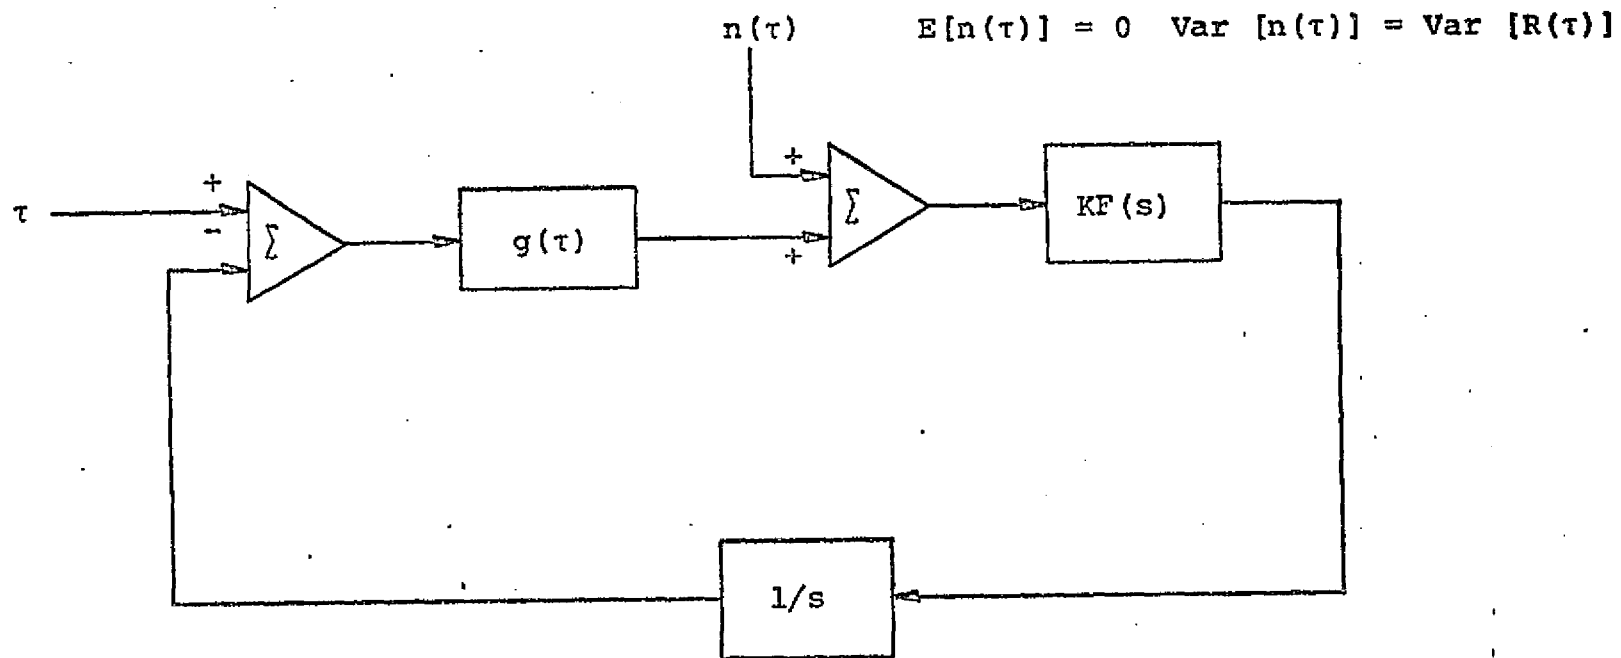 n(τ) E[n(τ)] = 0 Var [n(τ)] = Var [R(τ)]
+
+
τ
-
Σ
g(τ)
+
Σ
KF(s)
+
1/s